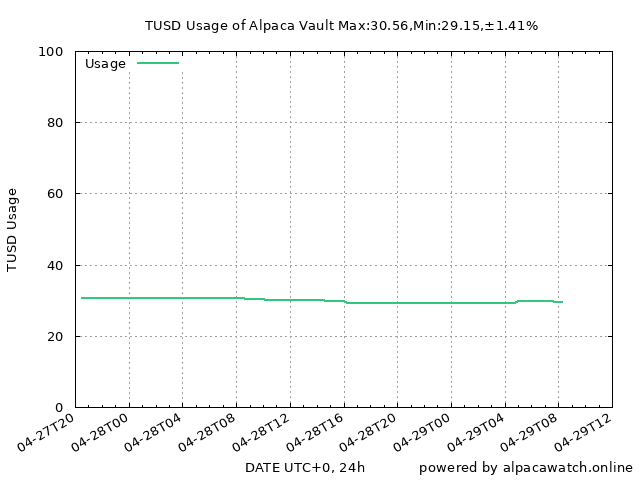 TUSD Usage of Alpaca Vault Max:30.56,Min:29.15,±1.41%
Usage
100
80
60
40
20
0
TUSD Usage
04-27T20
04-28T00
04-28T04
04-28T08
04-28T12
04-28T16
04-28T20
04-29T00
04-29T04
04-29T08
04-29T12
DATE UTC+0, 24h
powered by alpacawatch.online